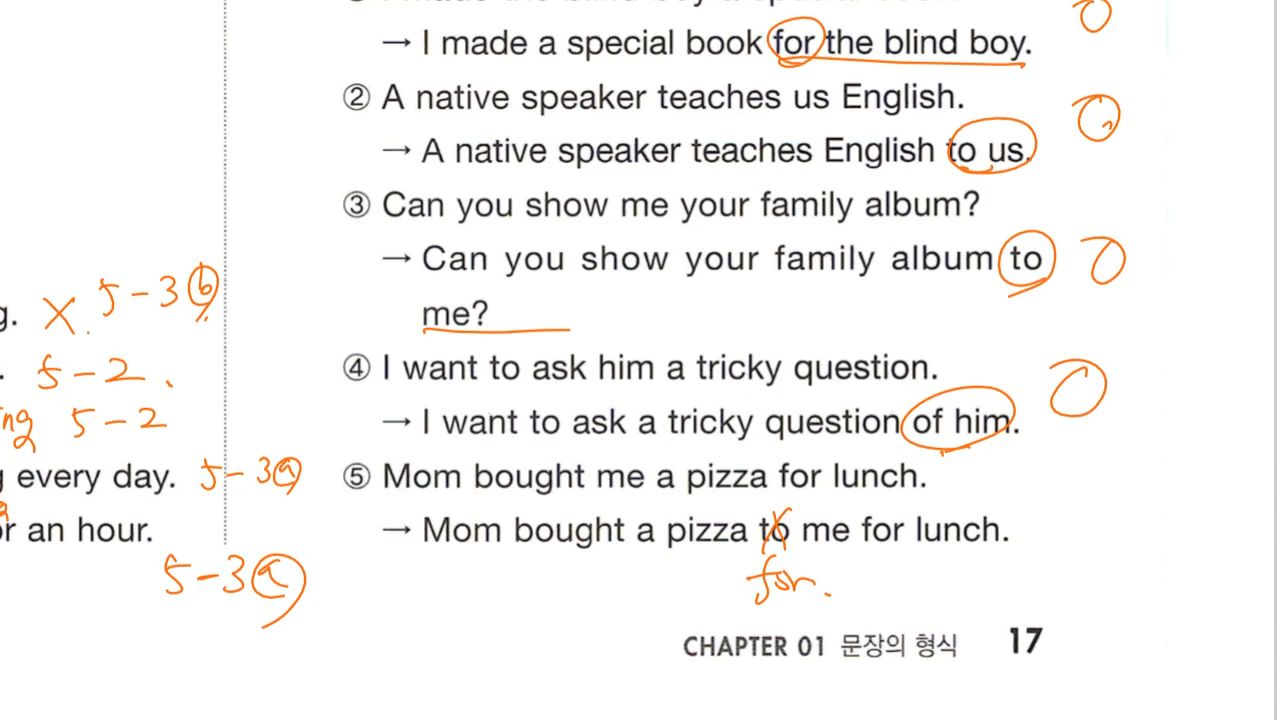 → I made a special book for the blind boy.
② A native speaker teaches us English.
→ A native speaker teaches English to us.
③ Can you show me your family album?
→ Can you show your family album to
me?
④ I want to ask him a tricky question.
→ I want to ask a tricky question of him.
⑤ Mom bought me a pizza for lunch.
→ Mom bought a pizza to me for lunch.
for.
g. X. 5-3ⓑ
5-2.
ing 5-2
every day. 5-3ⓐ
or an hour.
5-3ⓐ
CHAPTER 01 문장의 형식 17